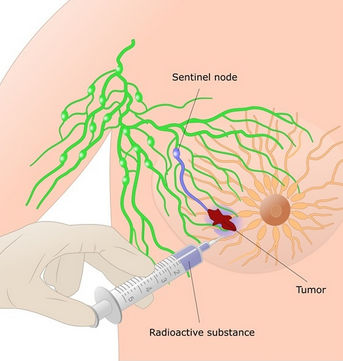 Sentinel node
Tumor
Radioactive substance